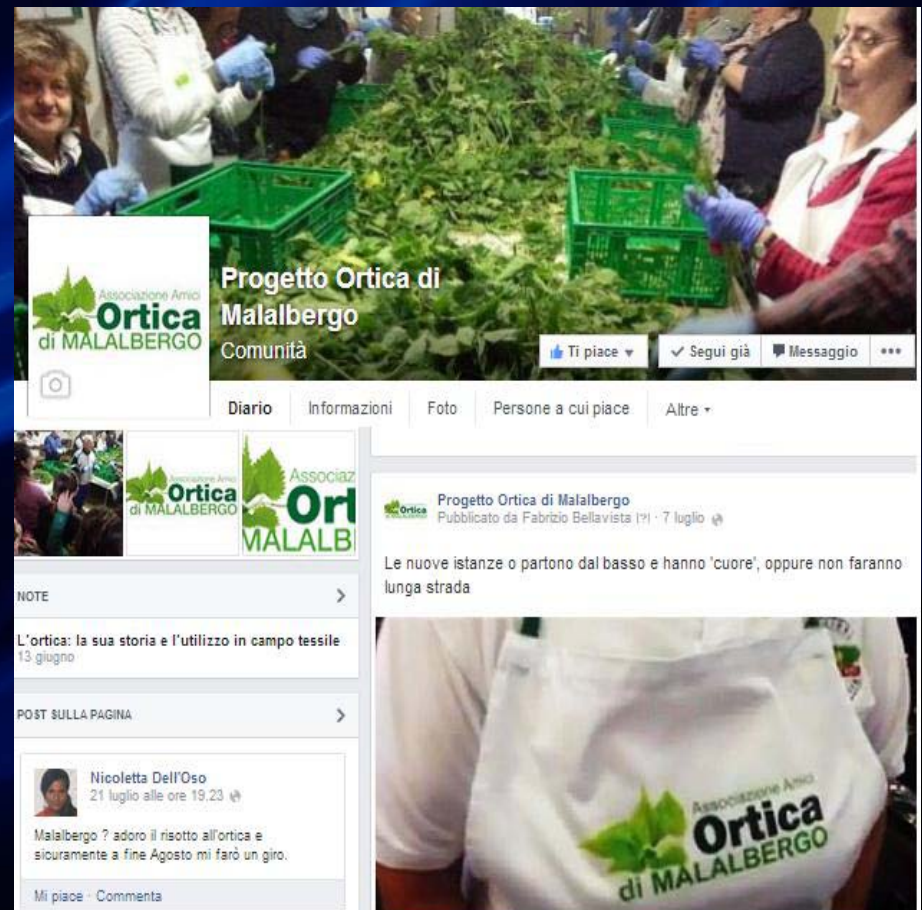 Associazione Amici
Ortica
di MALALBERGO
Progetto Ortica di
Malalbergo
Comunità
Ti piace
Segui già
Messaggio
Diario
Informazioni
Foto
Persone a cui piace
Altre
Associazione Amici
Ortica
di MALALBERGO
Associaz
Ort
MALALB
NOTE
L'ortica: la sua storia e l'utilizzo in campo tessile
13 giugno
POST SULLA PAGINA
Nicoletta Dell'Oso
21 luglio alle ore 19.23
Malalbergo ? adoro il risotto all'ortica e
sicuramente a fine Agosto mi farò un giro.
Mi piace · Commenta
Ortica
Progetto Ortica di Malalbergo
Pubblicato da Fabrizio Bellavista [?] · 7 luglio
Le nuove istanze o partono dal basso e hanno 'cuore', oppure non faranno
lunga strada
Associazione Amici
Ortica
di MALALBERGO